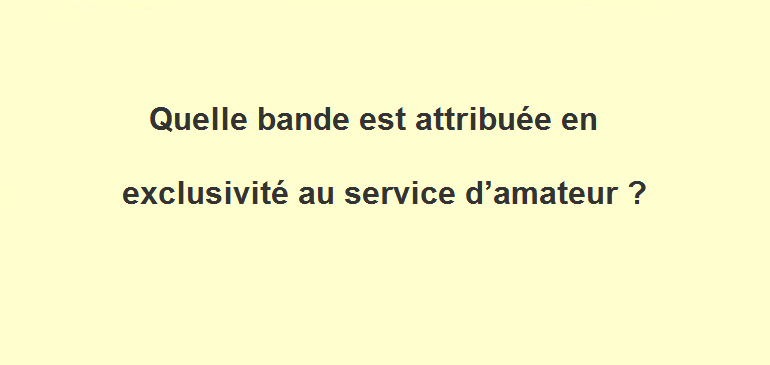 Quelle bande est attribuée en
exclusivité au service d’amateur ?